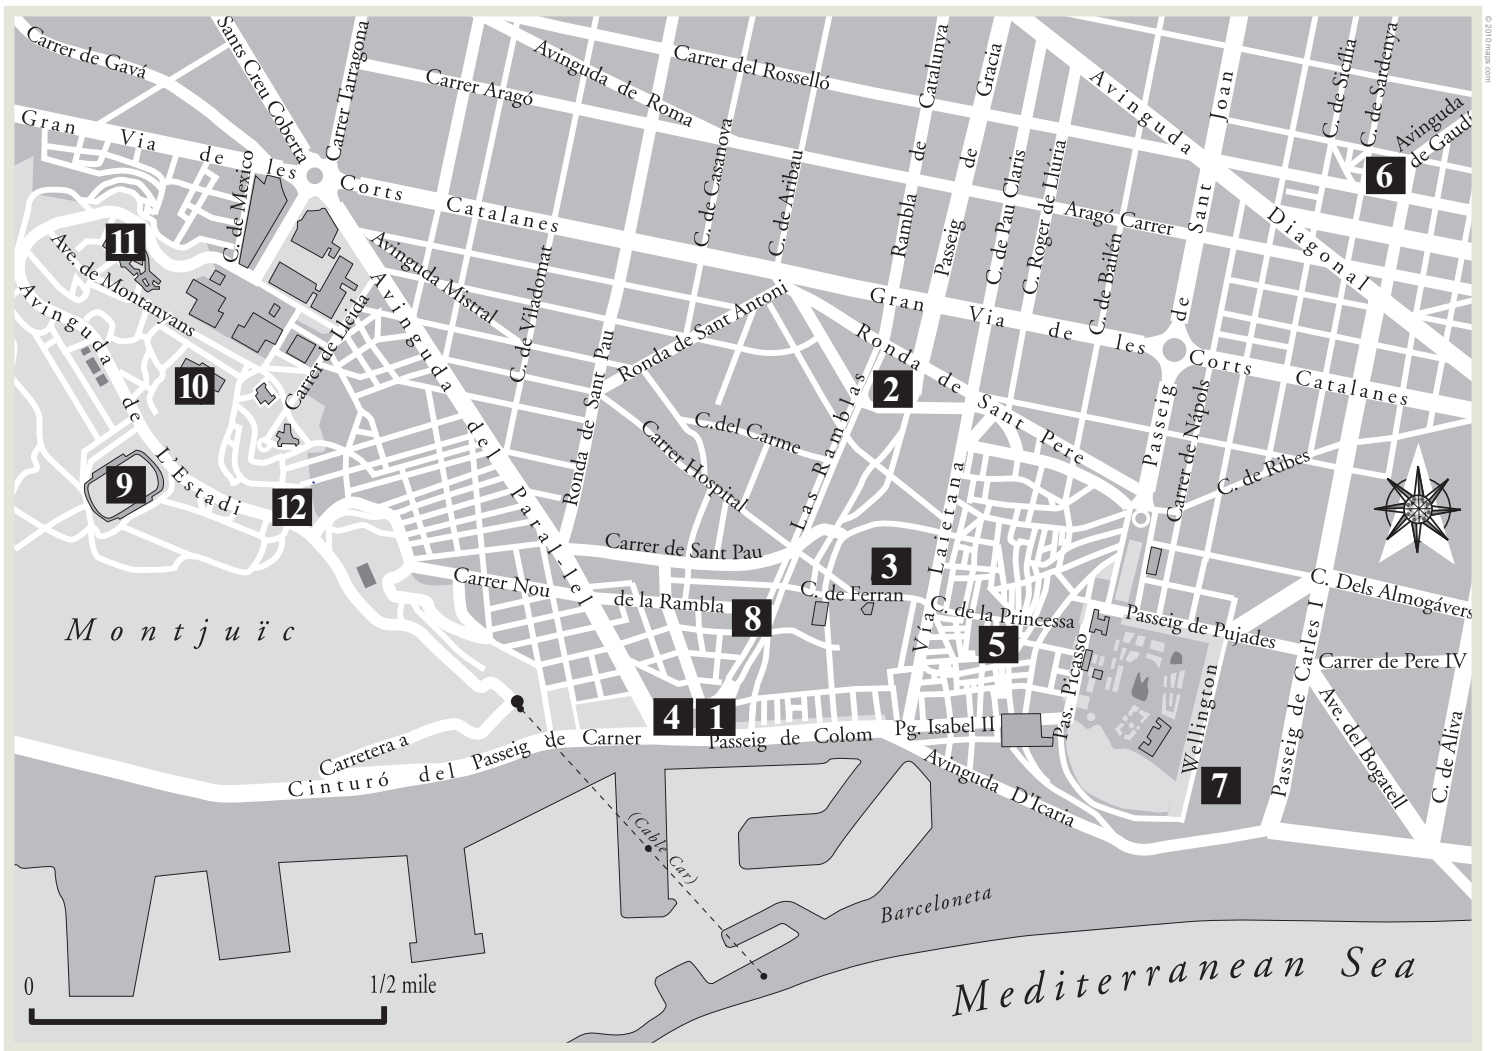 © 2010 maps.com
Carrer de Gavá
Sants Creu Coberta
Carrer Tarragona
Carrer Aragó
Avinguda de Roma
Carrer del Rosselló
Rambla de Catalunya
Passeig de Gracia
Avinguda Diagonal
Passeig de Sant Joan
C. de Sicília
C. de Sardenya
Avinguda
de Gaudí
6
Gran Via de les Corts Catalanes
C. de Mexico
C. de Casanova
C. de Aribau
C. de Pau Claris
C. Roger de Llúria
Aragó Carrer
C. de Bailén
11
Ave. de Montanyans
Avinguda de L'Estadi
Avinguda Mistral
Avinguda del Paral-lel
C. de Viladomat
Carrer de Lleida
Ronda de Sant Antoni
Gran Via de les Corts Catalanes
Ronda de Sant Pau
Ronda de Sant Pere
10
2
C.del Carme
Carrer Hospital
Las Ramblas
Carrer de Nápols
C. de Ribes
9
12
Carrer de Sant Pau
Vía Laietana
3
C. de Ferran
Carrer Nou de la Rambla
8
C. de la Princessa
5
Passeig de Pujades
C. Dels Almogávers
Carrer de Pere IV
Montjuïc
Pas. Picasso
Wellington
Passeig de Carles I
Ave. del Bogatell
C. de Áliva
4
1
Pg. Isabel II
Passeig de Colom
Carretera a
Cinturó del Passeig de Carner
Avinguda D'Icaria
7
(Cable Car)
Barceloneta
Mediterranean Sea
0
1/2 mile